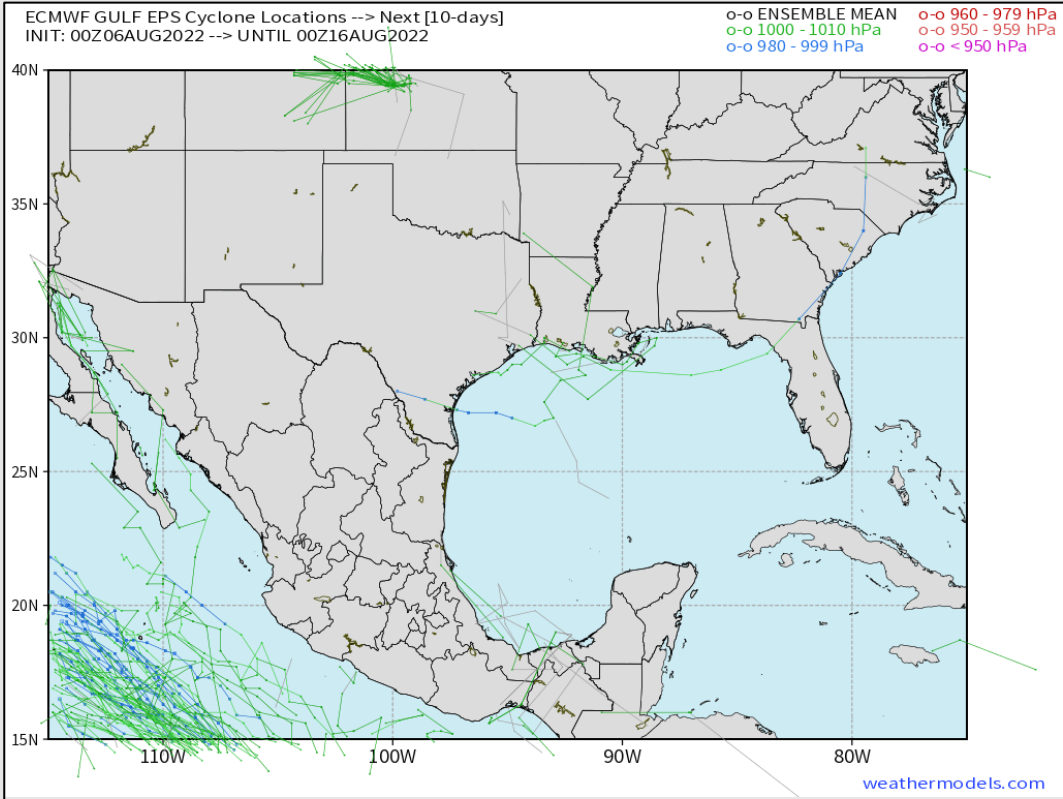 ECMWF GULF EPS Cyclone Locations --> Next [10-days]
INIT: 00Z06AUG2022 --> UNTIL 00Z16AUG2022
o-o ENSEMBLE MEAN
o-o 1000 - 1010 hPa
o-o 980 - 999 hPa
o-o 960 - 979 hPa
o-o 950 - 959 hPa
o-o < 950 hPa
40N
35N
30N
25N
20N
15N
110W
100W
90W
80W
weathermodels.com